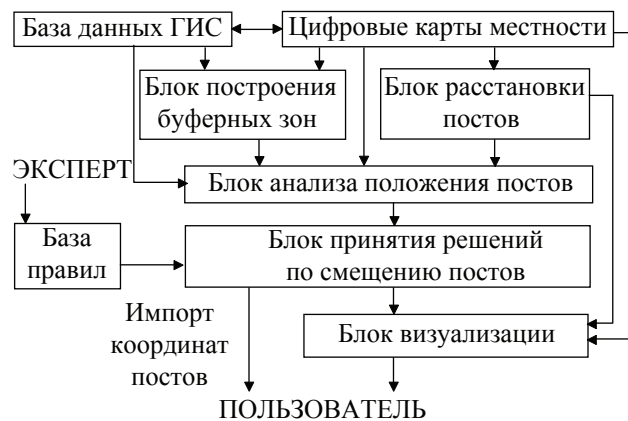 База данных ГИС
Цифровые карты местности
Блок построения
буферных зон
Блок расстановки
постов
ЭКСПЕРТ
Блок анализа положения постов
База
правил
Блок принятия решений
по смещению постов
Импорт
координат
постов
Блок визуализации
ПОЛЬЗОВАТЕЛЬ